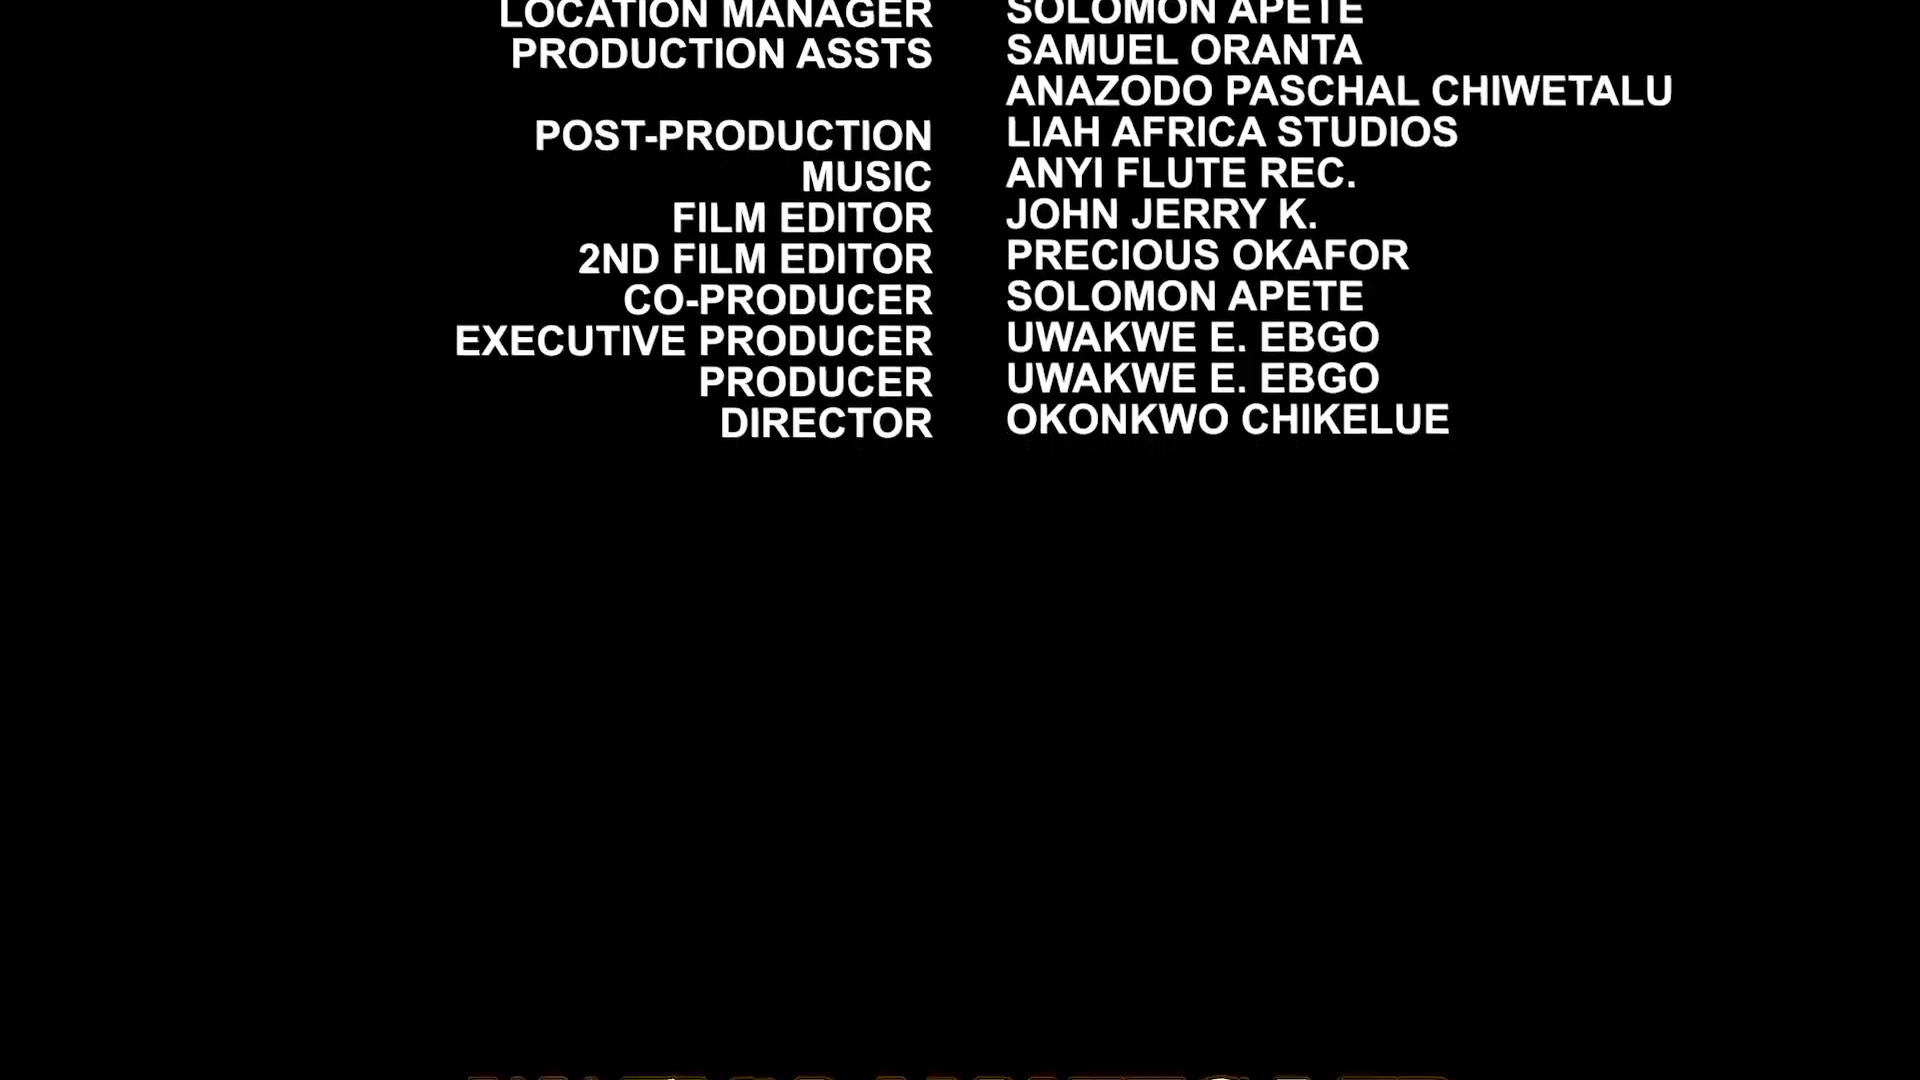 LOCATION MANAGER SOLOMON APETE
PRODUCTION ASSTS SAMUEL ORANTA
ANAZODO PASCHAL CHIWETALU
POST-PRODUCTION LIAH AFRICA STUDIOS
MUSIC ANYI FLUTE REC.
FILM EDITOR JOHN JERRY K.
2ND FILM EDITOR PRECIOUS OKAFOR
CO-PRODUCER SOLOMON APETE
EXECUTIVE PRODUCER UWAKWE E. EBGO
PRODUCER UWAKWE E. EBGO
DIRECTOR OKONKWO CHIKELUE